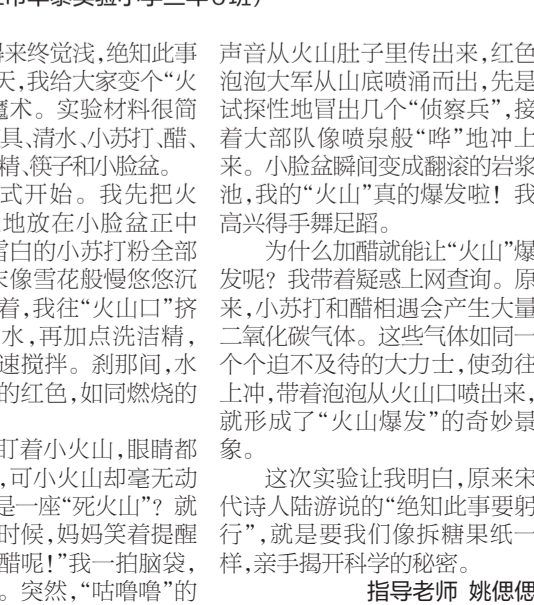 实验小学三年6班）
得来终觉浅，绝知此事
天，我给大家变个“火
魔术。实验材料很简
具、清水、小苏打、醋、
精、筷子和小脸盆。
式开始。我先把火
地放在小脸盆正中
雪白的小苏打粉全部
末像雪花般慢悠悠沉
着，我往“火山口”挤
水，再加点洗洁精，
速搅拌。刹那间，水
的红色，如同燃烧的
盯着小火山，眼睛都
，可小火山却毫无动
是一座“死火山”？就
时候，妈妈笑着提醒
醋呢！”我一拍脑袋，
。突然，“咕噜噜”的
声音从火山肚子里传出来，红色
泡泡大军从山底喷涌而出，先是
试探性地冒出几个“侦察兵”，接
着大部队像喷泉般“哗”地冲上
来。小脸盆瞬间变成翻滚的岩浆
池，我的“火山”真的爆发啦！我
高兴得手舞足蹈。
为什么加醋就能让“火山”爆
发呢？我带着疑惑上网查询。原
来，小苏打和醋相遇会产生大量
二氧化碳气体。这些气体如同一
个个迫不及待的大力士，使劲往
上冲，带着泡泡从火山口喷出来，
就形成了“火山爆发”的奇妙景
象。
这次实验让我明白，原来宋
代诗人陆游说的“绝知此事要躬
行”，就是要我们像拆糖果纸一
样，亲手揭开科学的秘密。
指导老师 姚偲偲